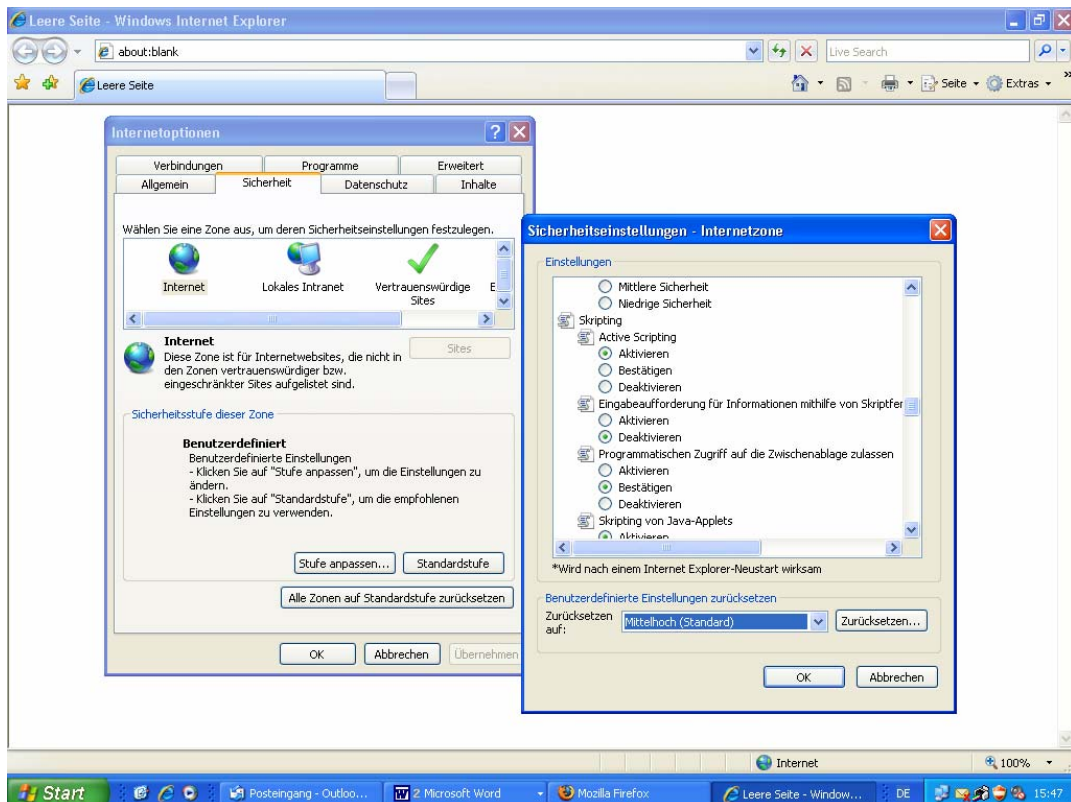 Leere Seite - Windows Internet Explorer
about:blank
Live Search
Leere Seite
Seite
Extras
Internetoptionen
Verbindungen Programme Erweitert
Allgemein Sicherheit Datenschutz Inhalte
Wählen Sie eine Zone aus, um deren Sicherheitseinstellungen festzulegen.
Internet
Lokales Intranet
Vertrauenswürdige
Sites
E
Internet
Diese Zone ist für Internetwebsites, die nicht in
den Zonen vertrauenswürdiger bzw.
eingeschränkter Sites aufgelistet sind.
Sites
Sicherheitsstufe dieser Zone
Benutzerdefiniert
Benutzerdefinierte Einstellungen
- Klicken Sie auf "Stufe anpassen", um die Einstellungen zu
ändern.
- Klicken Sie auf "Standardstufe", um die empfohlenen
Einstellungen zu verwenden.
Stufe anpassen... Standardstufe
Alle Zonen auf Standardstufe zurücksetzen
OK Abbrechen Übernehmen
Sicherheitseinstellungen - Internetzone
Einstellungen
Mittlere Sicherheit
Niedrige Sicherheit
Skripting
Active Scripting
Aktivieren
Bestätigen
Deaktivieren
Eingabeaufforderung für Informationen mithilfe von Skriptfer
Aktivieren
Deaktivieren
Programmatischen Zugriff auf die Zwischenablage zulassen
Aktivieren
Bestätigen
Deaktivieren
Skripting von Java-Applets
Aktivieren
*Wird nach einem Internet Explorer-Neustart wirksam
Benutzerdefinierte Einstellungen zurücksetzen
Zurücksetzen
auf:
Mittelhoch (Standard)
Zurücksetzen...
OK Abbrechen
Internet
100%
Start
Posteingang - Outloo...
2 Microsoft Word
Mozilla Firefox
Leere Seite - Window...
DE
15:47